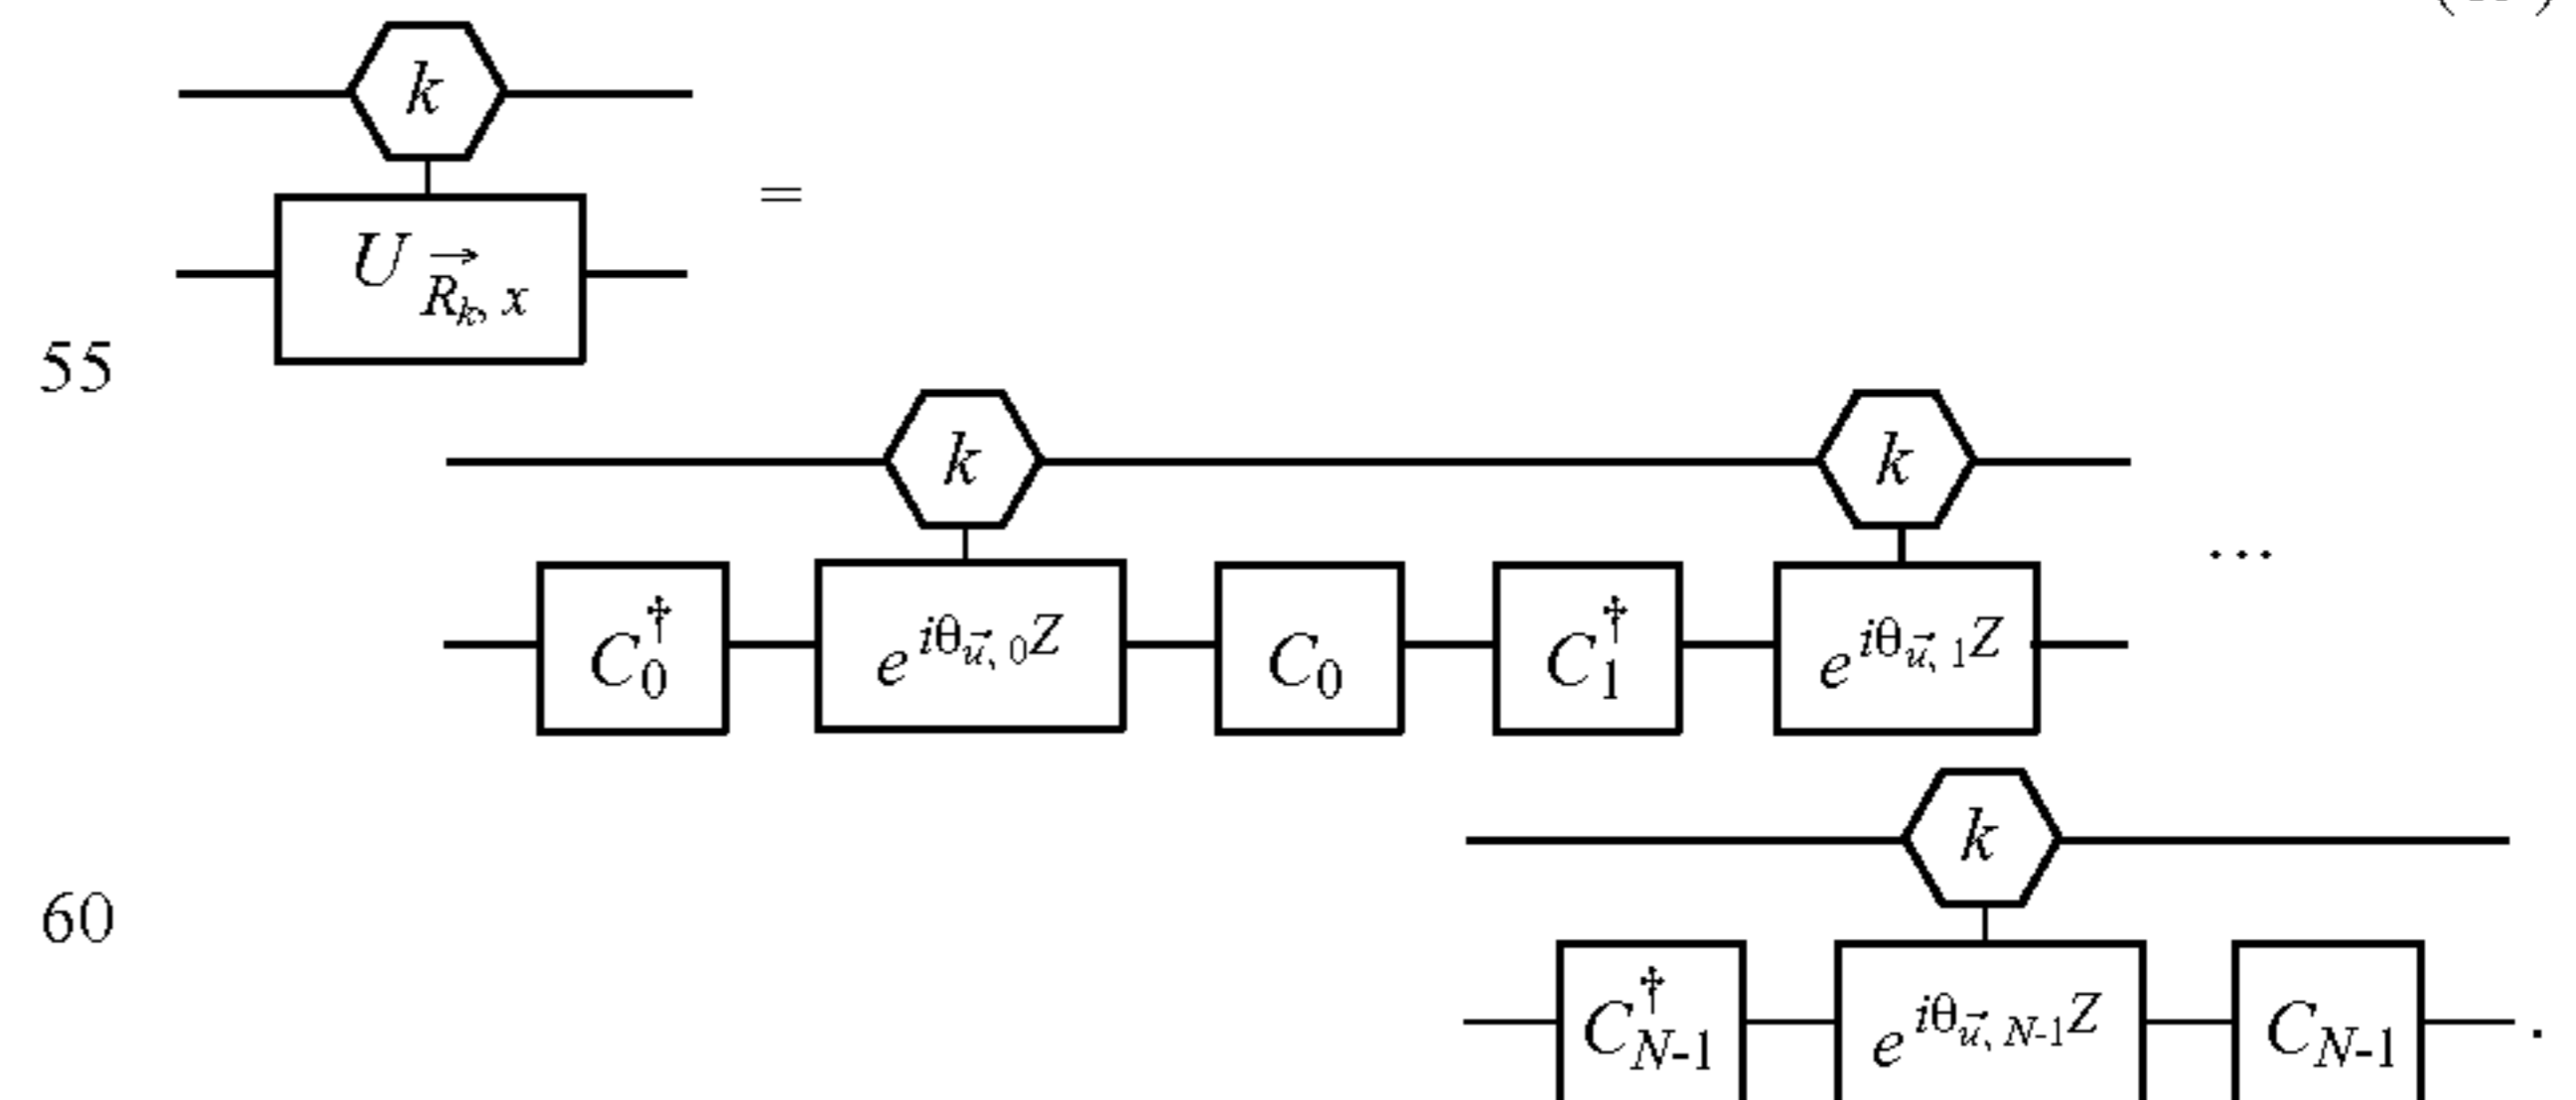 k
=
U R⃗k, x
55
k k
C0† e^iθu⃗, 0Z C0 C1† e^iθu⃗, 1Z ...
k
60
CN-1† e^iθu⃗, N-1Z CN-1 .